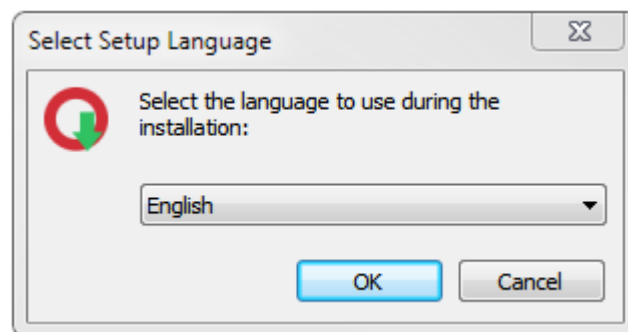 Select Setup Language
Select the language to use during the
installation:
English
OK
Cancel